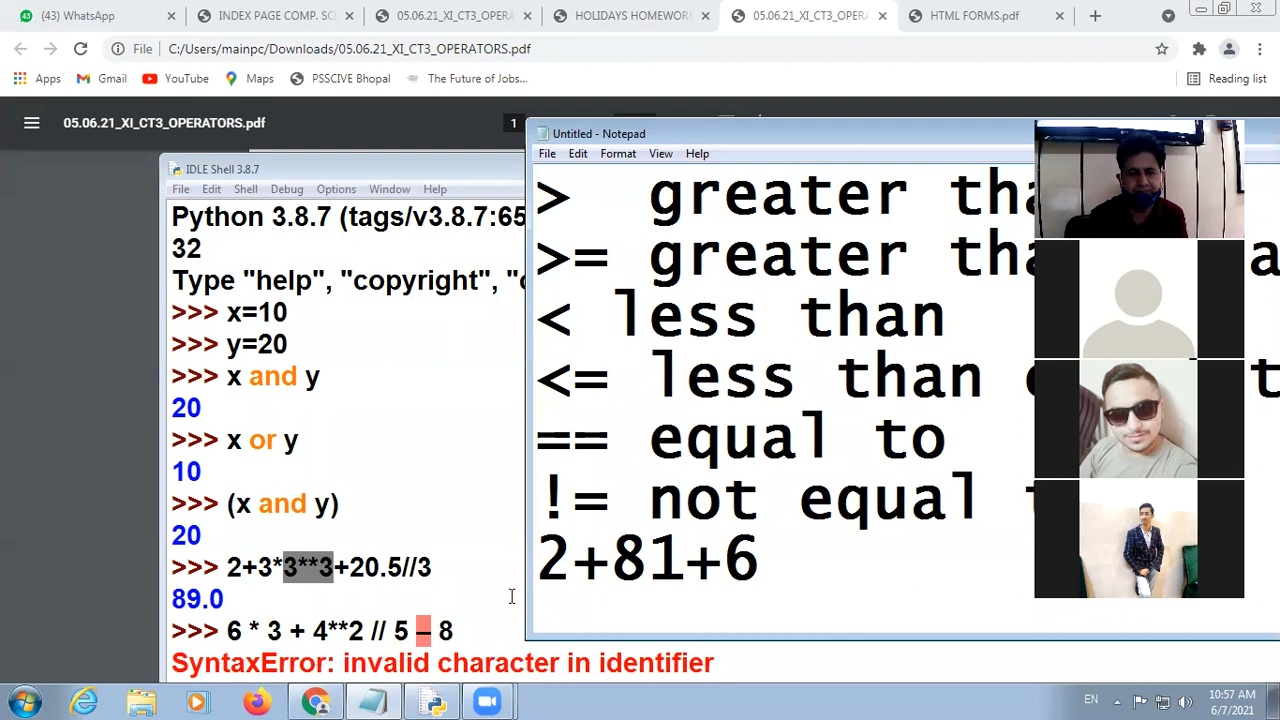 (43) WhatsApp
INDEX PAGE COMP. SC
05.06.21_XI_CT3_OPERA
HOLIDAYS HOMEWORK
05.06.21_XI_CT3_OPERA
HTML FORMS.pdf
File
C:/Users/mainpc/Downloads/05.06.21_XI_CT3_OPERATORS.pdf
Apps
Gmail
YouTube
Maps
PSSCIVE Bhopal
The Future of Jobs...
Reading list
05.06.21_XI_CT3_OPERATORS.pdf
1
IDLE Shell 3.8.7
File Edit Shell Debug Options Window Help
Python 3.8.7 (tags/v3.8.7:65
32
Type "help", "copyright", "c
>>> x=10
>>> y=20
>>> x and y
20
>>> x or y
10
>>> (x and y)
20
>>> 2+3*3**3+20.5//3
89.0
>>> 6 * 3 + 4**2 // 5 – 8
SyntaxError: invalid character in identifier
Untitled - Notepad
File Edit Format View Help
> greater tha
>= greater tha
< less than
<= less than
== equal to
!= not equal
2+81+6
43
EN
10:57 AM
6/7/2021